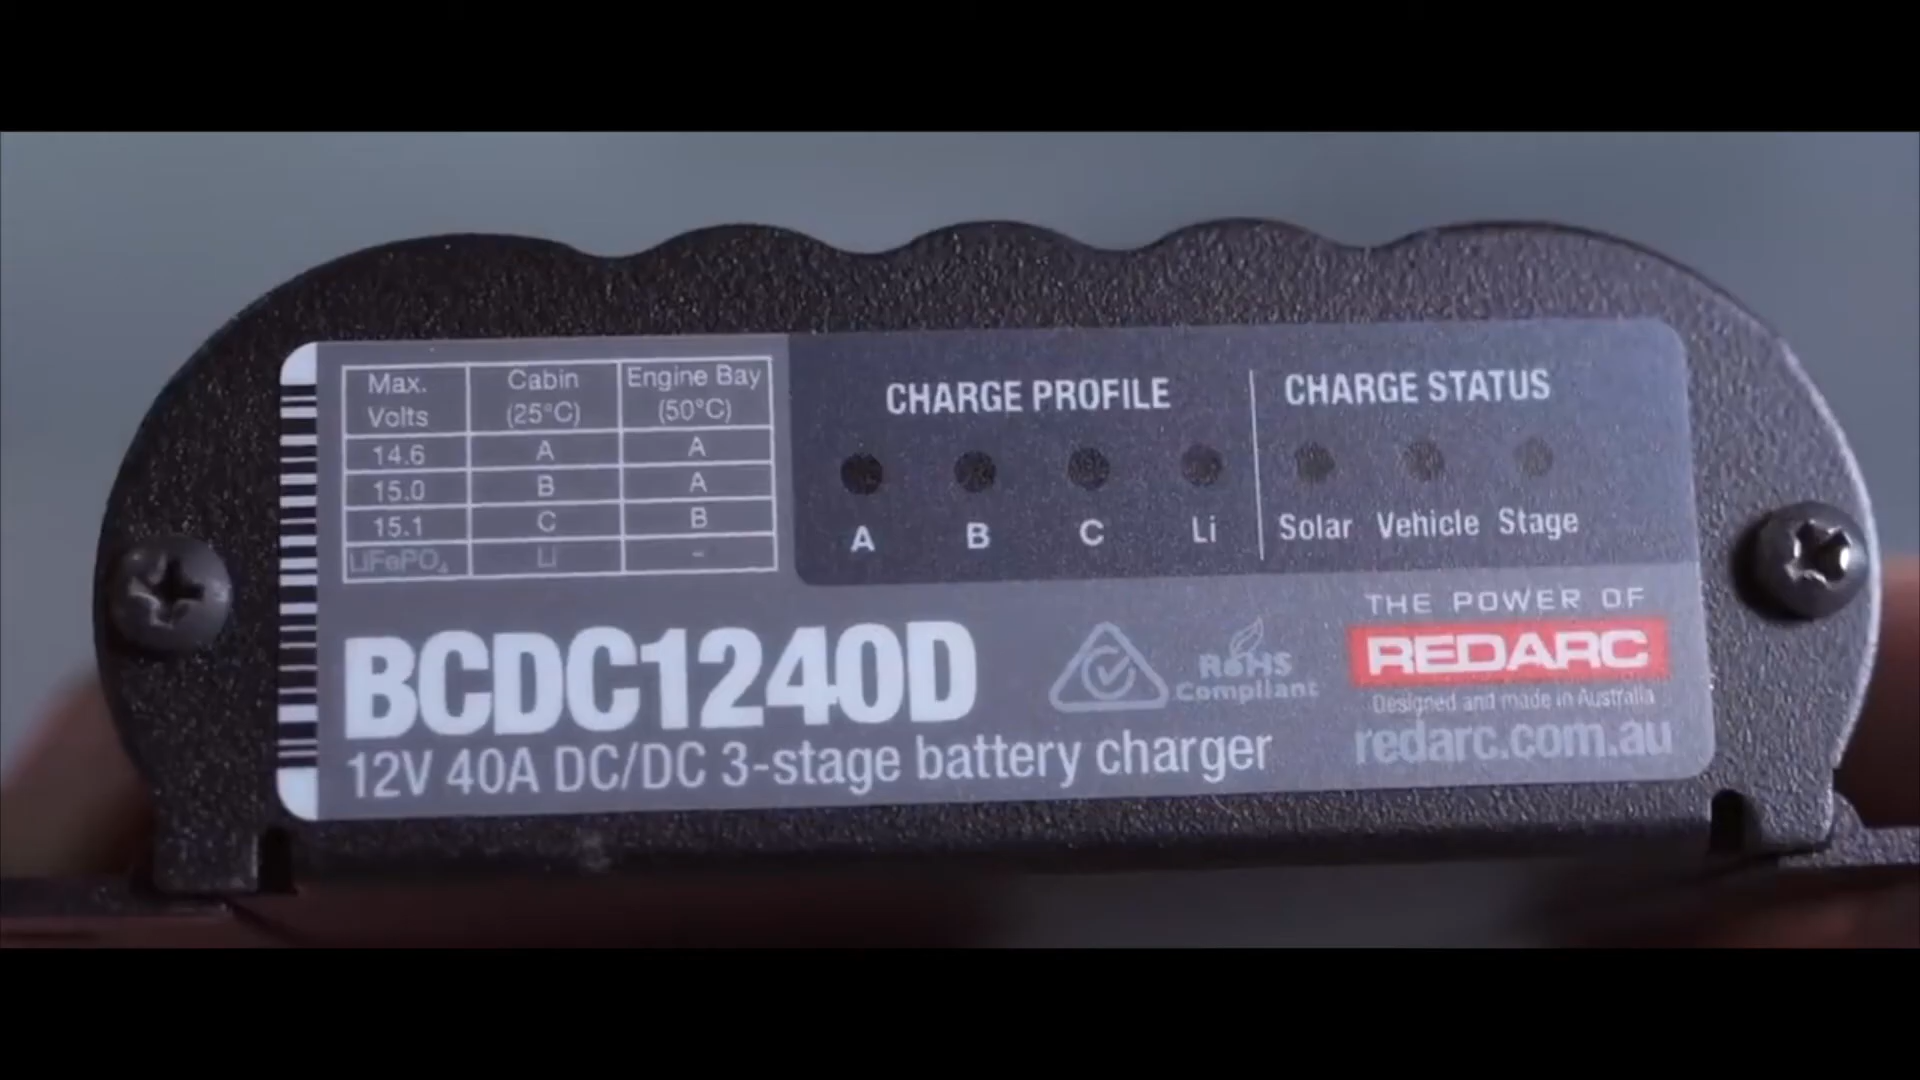 Max. Volts Cabin (25°C) Engine Bay (50°C)
14.6 A A
15.0 B A
15.1 C B
LiFePO₄ Li -
CHARGE PROFILE
A B C Li
CHARGE STATUS
Solar Vehicle Stage
BCDC1240D
12V 40A DC/DC 3-stage battery charger
RoHS
Compliant
THE POWER OF
REDARC
Designed and made in Australia
redarc.com.au